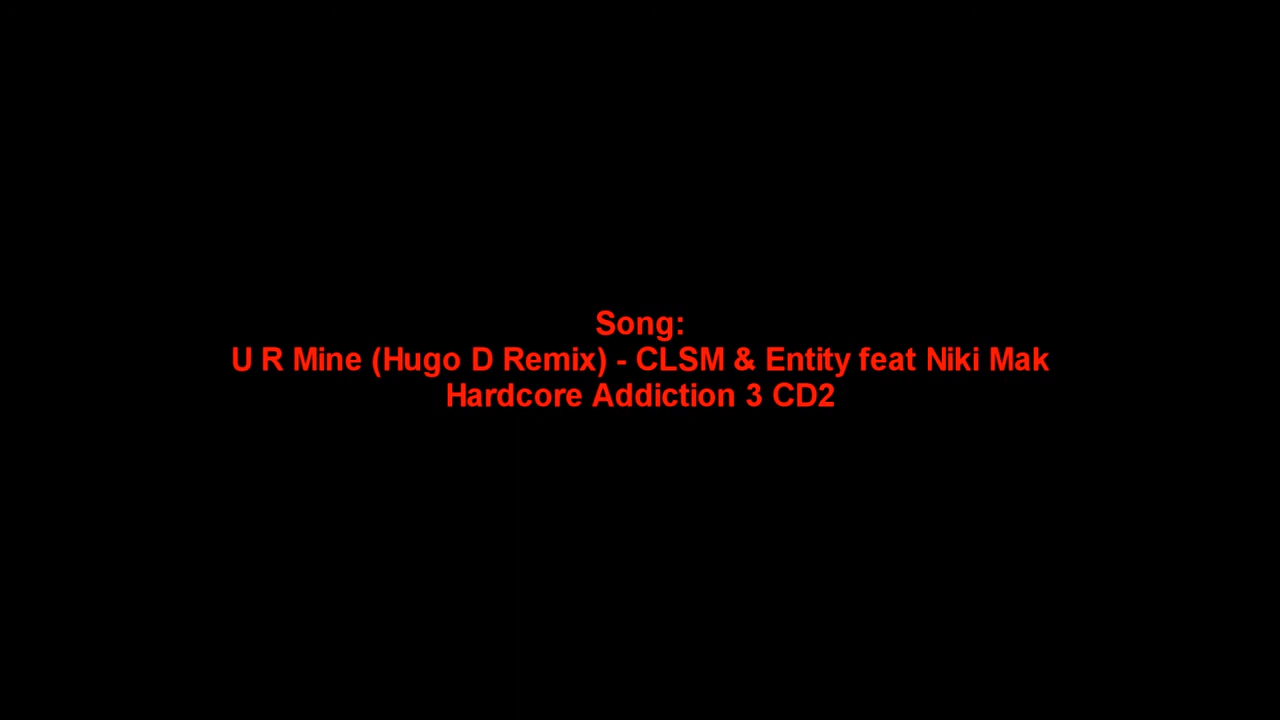 Song:
U R Mine (Hugo D Remix) - CLSM & Entity feat Niki Mak
Hardcore Addiction 3 CD2